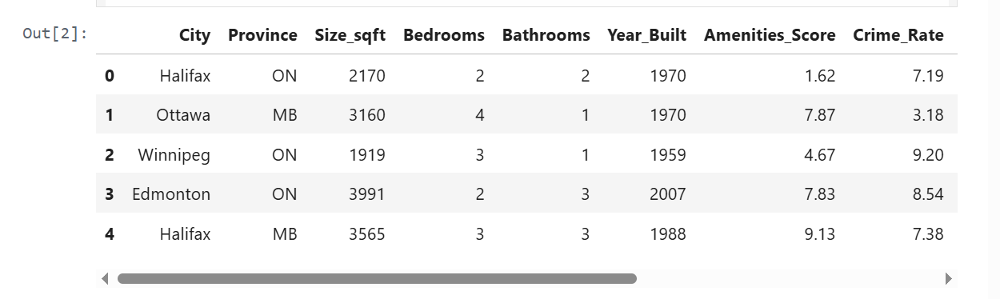 Out[2]:
City Province Size_sqft Bedrooms Bathrooms Year_Built Amenities_Score Crime_Rate
0 Halifax ON 2170 2 2 1970 1.62 7.19
1 Ottawa MB 3160 4 1 1970 7.87 3.18
2 Winnipeg ON 1919 3 1 1959 4.67 9.20
3 Edmonton ON 3991 2 3 2007 7.83 8.54
4 Halifax MB 3565 3 3 1988 9.13 7.38